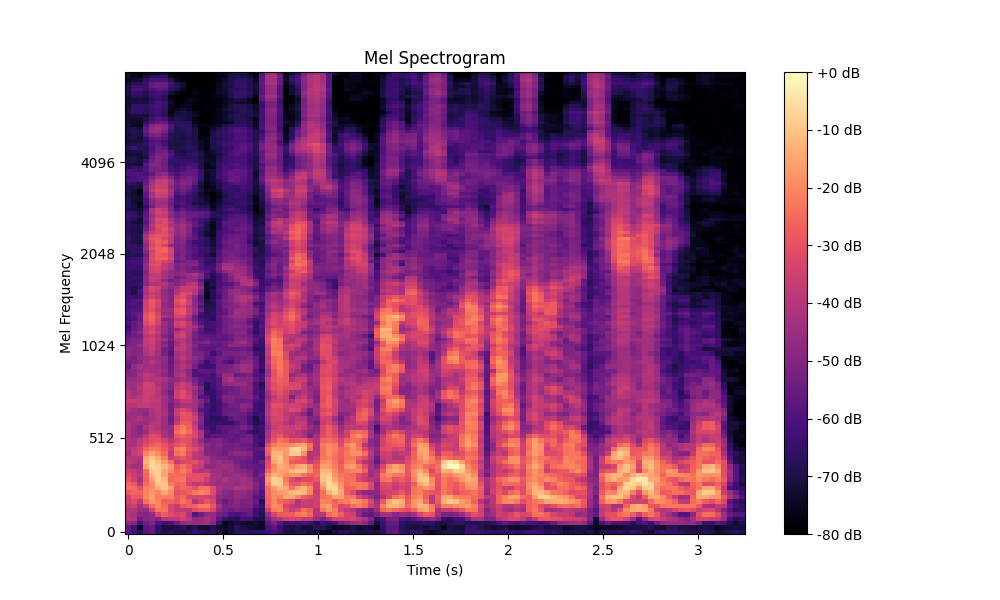 Mel Spectrogram
Mel Frequency
4096
2048
1024
512
0
0 0.5 1 1.5 2 2.5 3
Time (s)
+0 dB
-10 dB
-20 dB
-30 dB
-40 dB
-50 dB
-60 dB
-70 dB
-80 dB